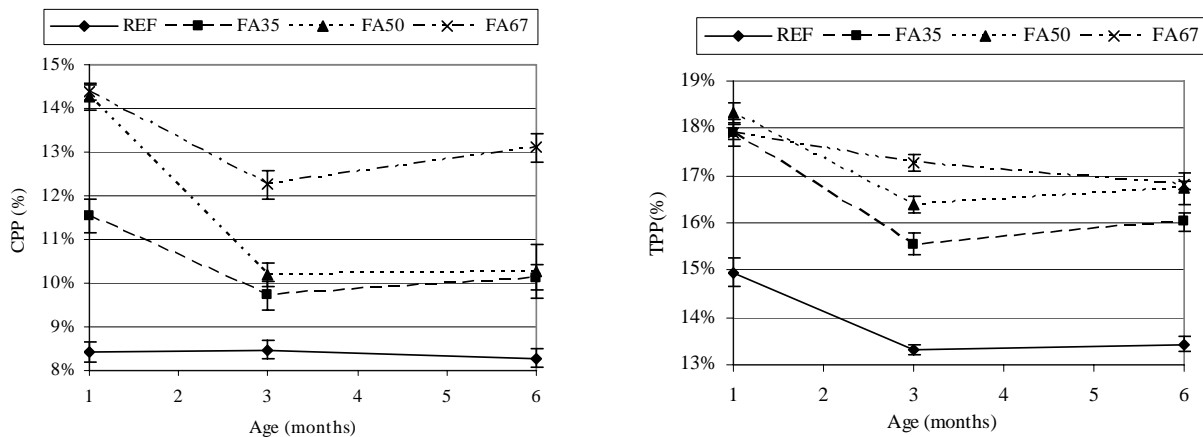 REF FA35 FA50 FA67
15%
14%
13%
12%
11%
10%
9%
8%
CPP (%)
1 2 3 4 5 6
Age (months)
REF FA35 FA50 FA67
19%
18%
17%
16%
15%
14%
13%
TPP (%)
1 2 3 4 5 6
Age (months)